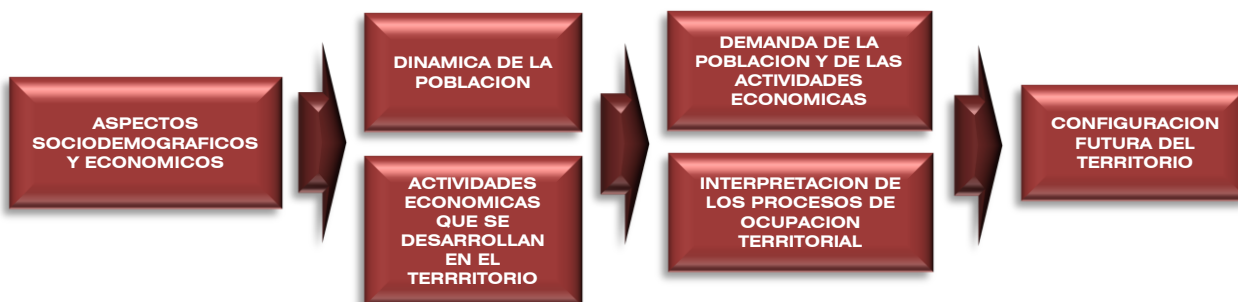 ASPECTOS
SOCIODEMOGRAFICOS
Y ECONOMICOS
DINAMICA DE LA
POBLACION
ACTIVIDADES
ECONOMICAS
QUE SE
DESARROLLAN
EN EL
TERRRITORIO
DEMANDA DE LA
POBLACION Y DE LAS
ACTIVIDADES
ECONOMICAS
INTERPRETACION DE
LOS PROCESOS DE
OCUPACION
TERRITORIAL
CONFIGURACION
FUTURA DEL
TERRITORIO